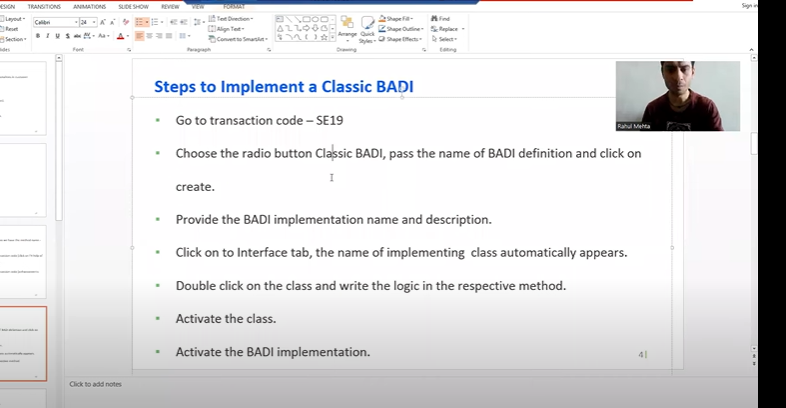 DESIGN TRANSITIONS ANIMATIONS SLIDE SHOW REVIEW VIEW FORMAT Sign in
Layout Calibri 24 Text Direction Shape Fill Find
Reset Align Text Arrange Quick Styles Shape Outline Replace
Section Convert to SmartArt Shape Effects Select
Font Paragraph Drawing Editing
Steps to Implement a Classic BADI
Rahul Mehta
Go to transaction code – SE19
Choose the radio button Classic BADI, pass the name of BADI definition and click on
create.
Provide the BADI implementation name and description.
Click on to Interface tab, the name of implementing class automatically appears.
Double click on the class and write the logic in the respective method.
Activate the class.
Activate the BADI implementation.
4
Click to add notes